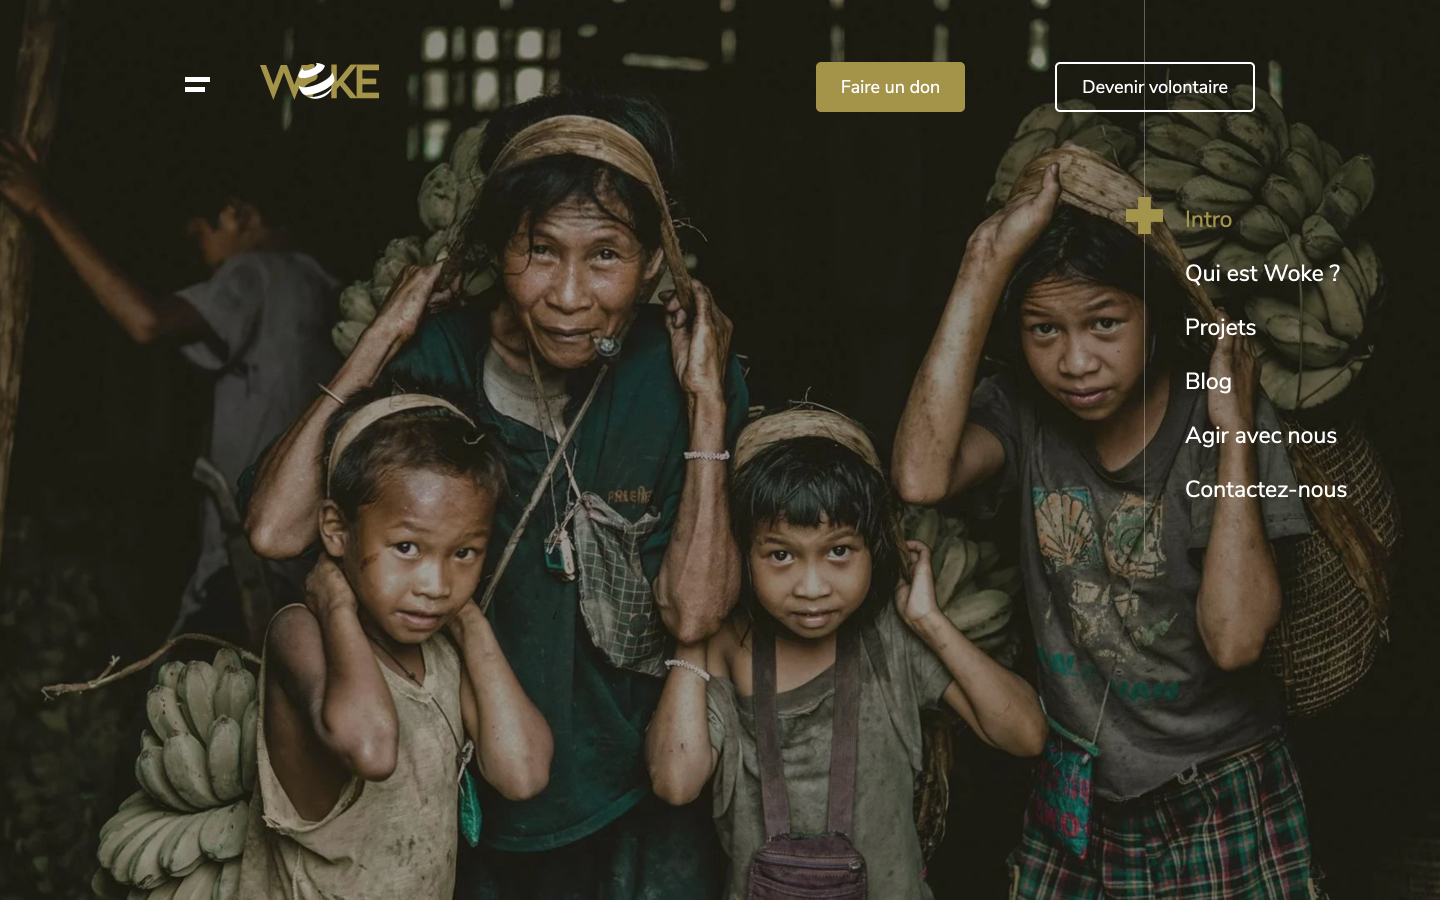 WOKE
Faire un don
Devenir volontaire
Intro
Qui est Woke ?
Projets
Blog
Agir avec nous
Contactez-nous